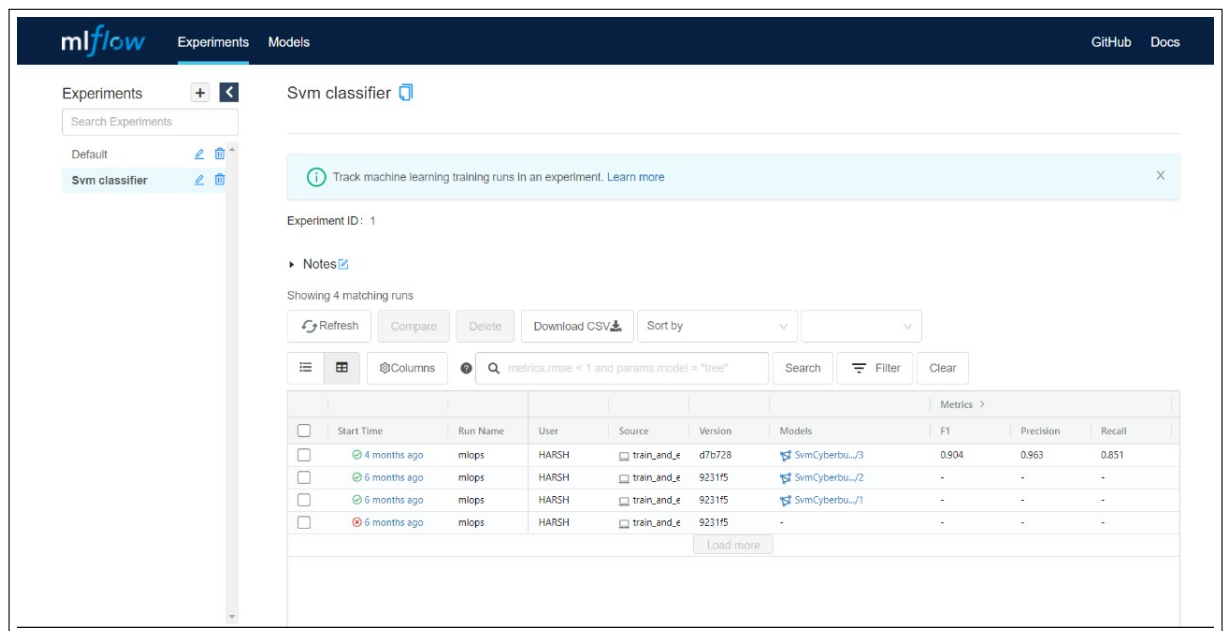 mlflow Experiments Models GitHub Docs
Experiments + <
Search Experiments
Default
Svm classifier
Svm classifier
Track machine learning training runs in an experiment. Learn more X
Experiment ID: 1
Notes
Showing 4 matching runs
Refresh Compare Delete Download CSV Sort by
Columns ? metrics.rmse < 1 and params.model = "tree" Search Filter Clear
Metrics >
Start Time Run Name User Source Version Models F1 Precision Recall
4 months ago mlops HARSH train_and_e d7b728 SvmCyberbu.../3 0.904 0.963 0.851
6 months ago mlops HARSH train_and_e 9231f5 SvmCyberbu.../2 - - -
6 months ago mlops HARSH train_and_e 9231f5 SvmCyberbu.../1 - - -
6 months ago mlops HARSH train_and_e 9231f5 - - - -
Load more